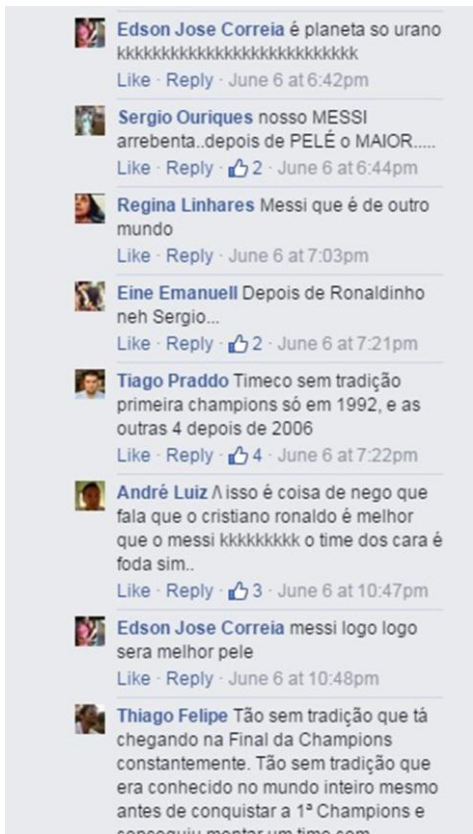 Edson Jose Correia é planeta so urano
kkkkkkkkkkkkkkkkkkkkkkkkkkk
Like · Reply · June 6 at 6:42pm
Sergio Ouriques nosso MESSI
arrebenta..depois de PELÉ o MAIOR.....
Like · Reply · 2 · June 6 at 6:44pm
Regina Linhares Messi que é de outro
mundo
Like · Reply · June 6 at 7:03pm
Eine Emanuell Depois de Ronaldinho
neh Sergio...
Like · Reply · 2 · June 6 at 7:21pm
Tiago Praddo Timeco sem tradição
primeira champions só em 1992, e as
outras 4 depois de 2006
Like · Reply · 4 · June 6 at 7:22pm
André Luiz /\ isso é coisa de nego que
fala que o cristiano ronaldo é melhor
que o messi kkkkkkkkk o time dos cara é
foda sim..
Like · Reply · 3 · June 6 at 10:47pm
Edson Jose Correia messi logo logo
sera melhor pele
Like · Reply · June 6 at 10:48pm
Thiago Felipe Tão sem tradição que tá
chegando na Final da Champions
constantemente. Tão sem tradição que
era conhecido no mundo inteiro mesmo
antes de conquistar a 1ª Champions e
conseguiu montar um time com